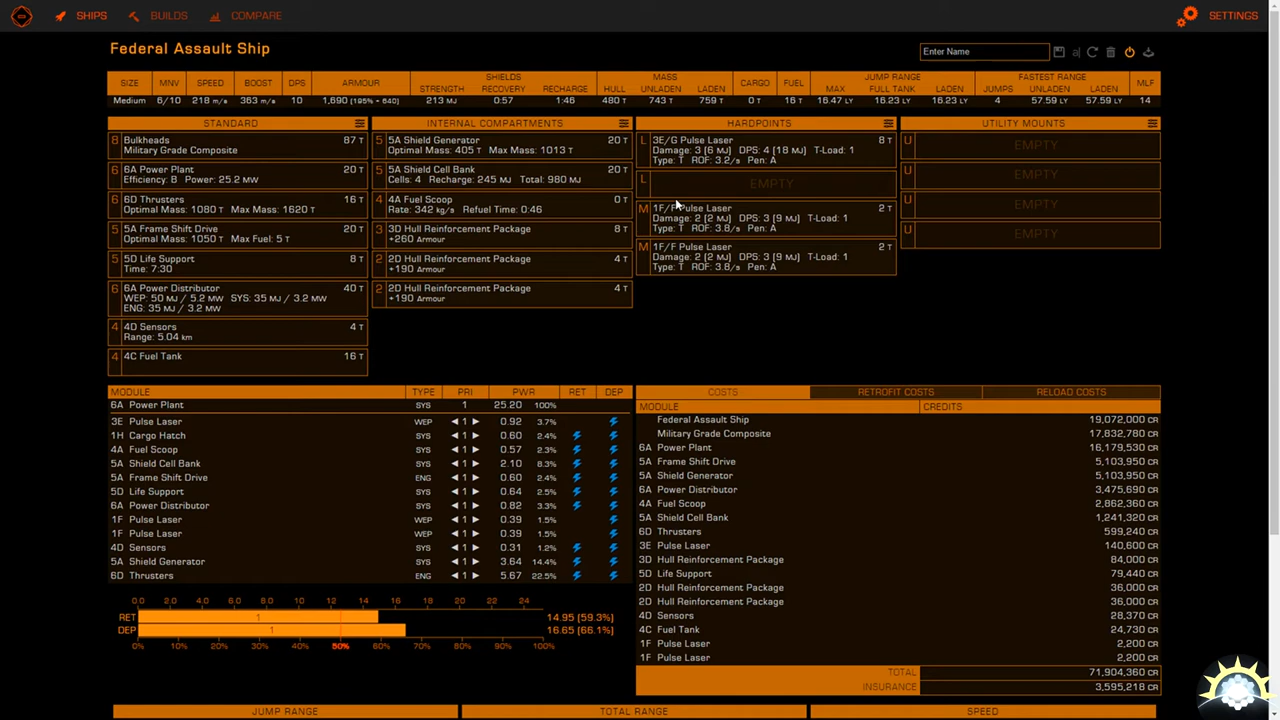 SHIPS
BUILDS
COMPARE
SETTINGS
Federal Assault Ship
Enter Name
SIZE MNV SPEED BOOST DPS ARMOUR SHIELDS MASS CARGO FUEL JUMP RANGE FASTEST RANGE MLF
STRENGTH RECOVERY RECHARGE HULL UNLADEN LADEN MAX FULL TANK LADEN JUMPS UNLADEN LADEN
Medium 6/10 218 m/s 363 m/s 10 1,690 [195% + 640] 213 MJ 0:57 1:46 480 T 743 T 759 T 0 T 16 T 16.47 LY 16.23 LY 16.23 LY 4 57.59 LY 57.59 LY 14
STANDARD
8 Bulkheads 87 T
Military Grade Composite
6 6A Power Plant 20 T
Efficiency: 8 Power: 25.2 MW
6 6D Thrusters 16 T
Optimal Mass: 1080 T Max Mass: 1620 T
5 5A Frame Shift Drive 20 T
Optimal Mass: 1050 T Max Fuel: 5 T
5 5D Life Support 8 T
Time: 7:30
6 6A Power Distributor 40 T
WEP: 50 MJ / 5.2 MW SYS: 35 MJ / 3.2 MW
ENG: 35 MJ / 3.2 MW
4 4D Sensors 4 T
Range: 5.04 km
4 4C Fuel Tank 16 T
INTERNAL COMPARTMENTS
5 5A Shield Generator 20 T
Optimal Mass: 405 T Max Mass: 1013 T
5 5A Shield Cell Bank 20 T
Cells: 4 Recharge: 245 MJ Total: 980 MJ
4 4A Fuel Scoop 0 T
Rate: 342 kg/s Refuel Time: 0:46
3 3D Hull Reinforcement Package 8 T
+260 Armour
2 2D Hull Reinforcement Package 4 T
+190 Armour
2 2D Hull Reinforcement Package 4 T
+190 Armour
HARDPOINTS
L 3E/G Pulse Laser 8 T
Damage: 3 [6 MJ] DPS: 4 [18 MJ] T-Load: 1
Type: T ROF: 3.2/s Pen: A
L EMPTY
M 1F/F Pulse Laser 2 T
Damage: 2 [2 MJ] DPS: 3 [9 MJ] T-Load: 1
Type: T ROF: 3.8/s Pen: A
M 1F/F Pulse Laser 2 T
Damage: 2 [2 MJ] DPS: 3 [9 MJ] T-Load: 1
Type: T ROF: 3.8/s Pen: A
UTILITY MOUNTS
U EMPTY
U EMPTY
U EMPTY
U EMPTY
MODULE TYPE PRI PWR RET DEP
6A Power Plant SYS 1 25.20 100%
3E Pulse Laser WEP 1 0.92 3.7%
1H Cargo Hatch SYS 1 0.60 2.4%
4A Fuel Scoop SYS 1 0.57 2.3%
5A Shield Cell Bank SYS 1 2.10 8.3%
5A Frame Shift Drive ENG 1 0.60 2.4%
5D Life Support SYS 1 0.64 2.5%
6A Power Distributor SYS 1 0.82 3.3%
1F Pulse Laser WEP 1 0.39 1.5%
1F Pulse Laser WEP 1 0.39 1.5%
4D Sensors SYS 1 0.31 1.2%
5A Shield Generator SYS 1 3.64 14.4%
6D Thrusters ENG 1 5.67 22.5%
0.0 2.0 4.0 6.0 8.0 10 12 14 16 18 20 22 24
RET 1 14.95 [59.3%]
DEP 1 16.65 [66.1%]
0% 10% 20% 30% 40% 50% 60% 70% 80% 90% 100%
COSTS RETROFIT COSTS RELOAD COSTS
MODULE CREDITS
Federal Assault Ship 19,072,000 CR
Military Grade Composite 17,832,780 CR
6A Power Plant 16,179,530 CR
5A Frame Shift Drive 5,103,950 CR
5A Shield Generator 5,103,950 CR
6A Power Distributor 3,475,690 CR
4A Fuel Scoop 2,862,360 CR
5A Shield Cell Bank 1,241,320 CR
6D Thrusters 599,240 CR
3E Pulse Laser 140,600 CR
3D Hull Reinforcement Package 84,000 CR
5D Life Support 79,440 CR
2D Hull Reinforcement Package 36,000 CR
2D Hull Reinforcement Package 36,000 CR
4D Sensors 28,370 CR
4C Fuel Tank 24,730 CR
1F Pulse Laser 2,200 CR
1F Pulse Laser 2,200 CR
TOTAL 71,904,360 CR
INSURANCE 3,595,218 CR
JUMP RANGE TOTAL RANGE SPEED